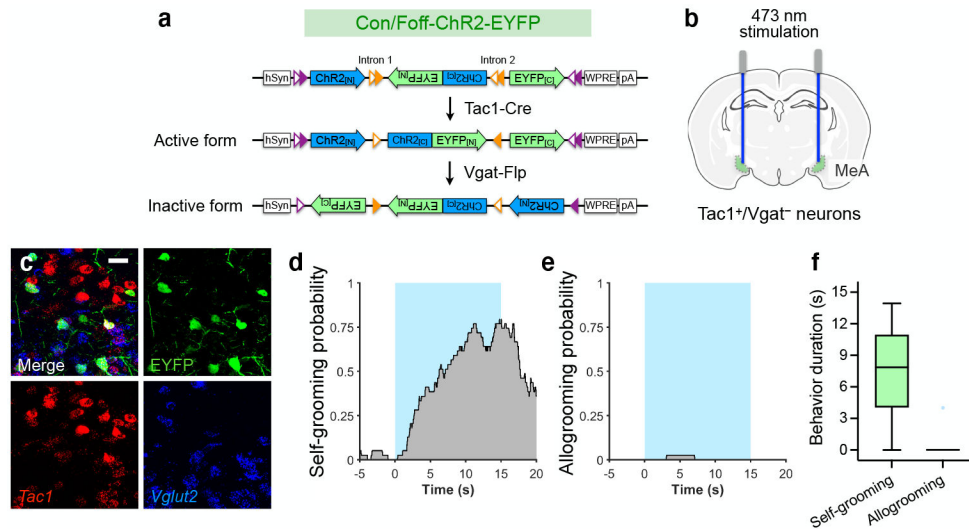 a
Con/Foff-ChR2-EYFP
Intron 1
Intron 2
hSyn
ChR2[N]
EYFP[N]
ChR2[C]
EYFP[C]
WPRE
pA
Tac1-Cre
Active form
hSyn
ChR2[N]
ChR2[C]
EYFP[N]
EYFP[C]
WPRE
pA
Vgat-Flp
Inactive form
hSyn
EYFP[C]
EYFP[N]
ChR2[C]
ChR2[N]
WPRE
pA
b
473 nm
stimulation
MeA
Tac1⁺/Vgat⁻ neurons
c
Merge
EYFP
Tac1
Vglut2
d
Self-grooming probability
1
0.75
0.5
0.25
0
-5 0 5 10 15 20
Time (s)
e
Allogrooming probability
1
0.75
0.5
0.25
0
-5 0 5 10 15 20
Time (s)
f
Behavior duration (s)
15
12
9
6
3
0
Self-grooming
Allogrooming